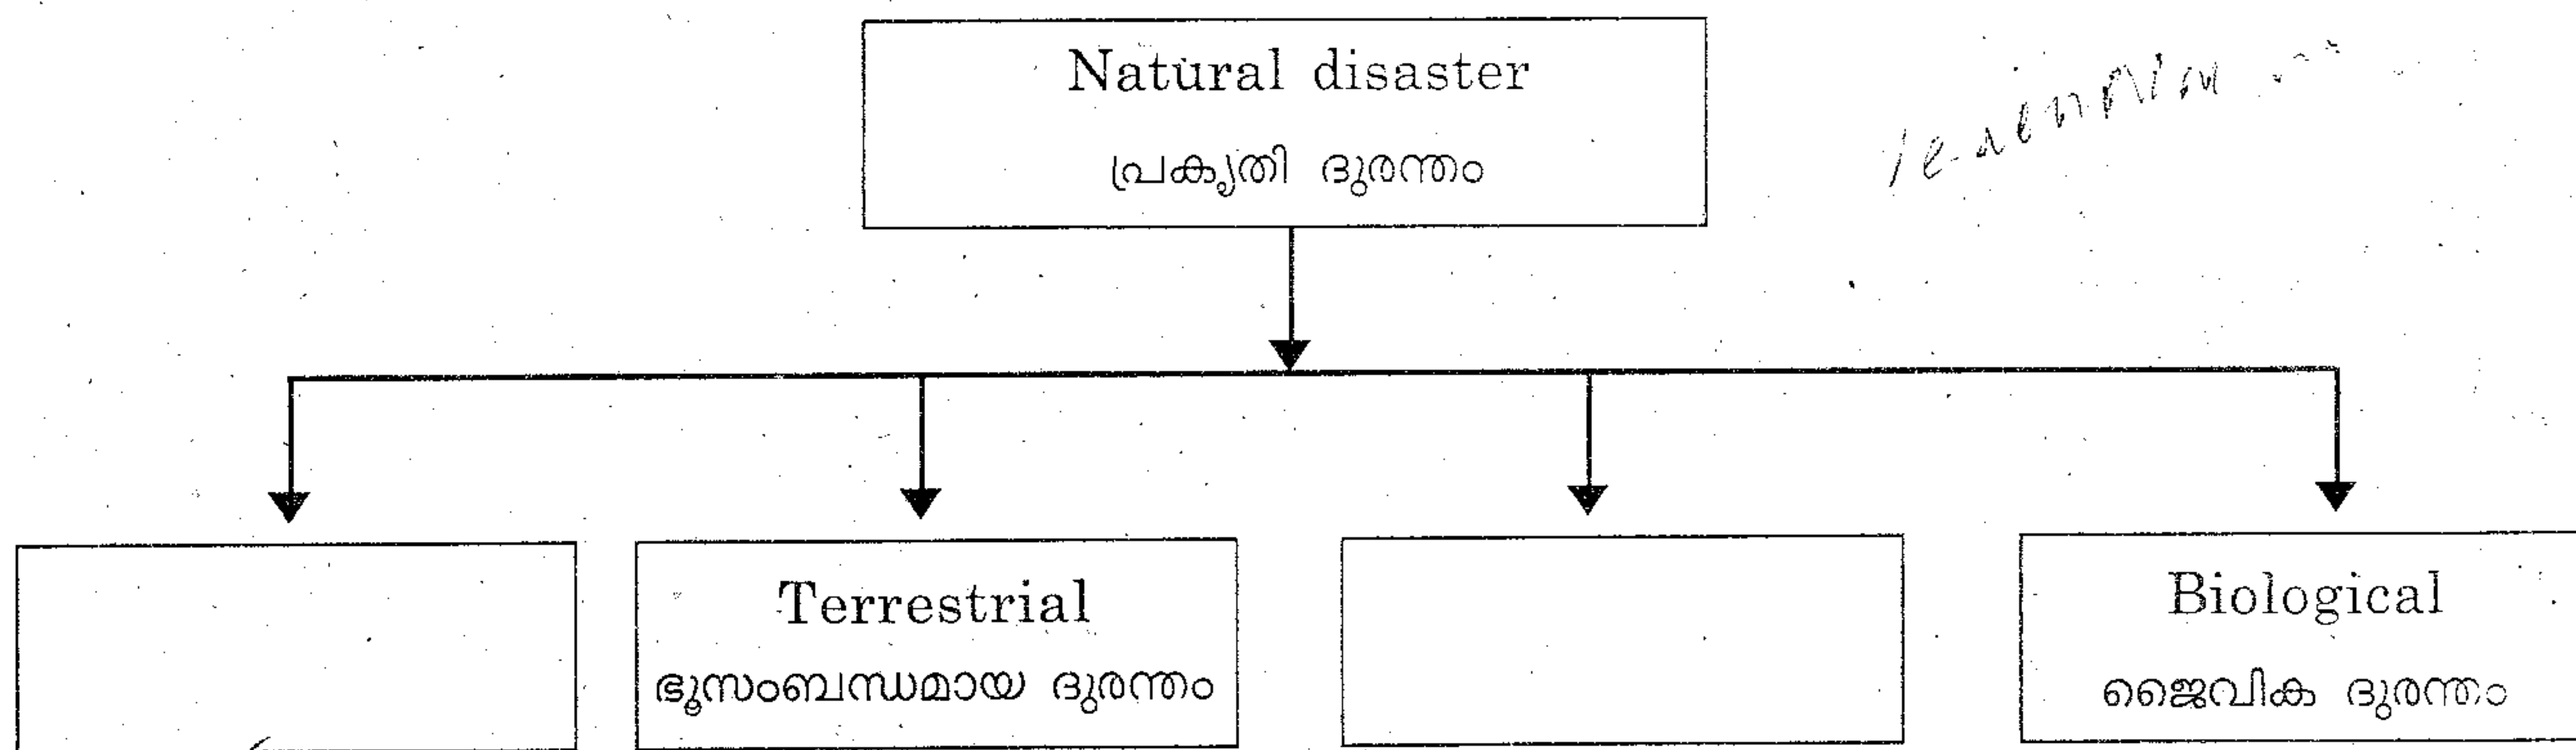 Natural disaster
പ്രകൃതി ദുരന്തം
Terrestrial
ഭൂസംബന്ധമായ ദുരന്തം
Biological
ജൈവിക ദുരന്തം